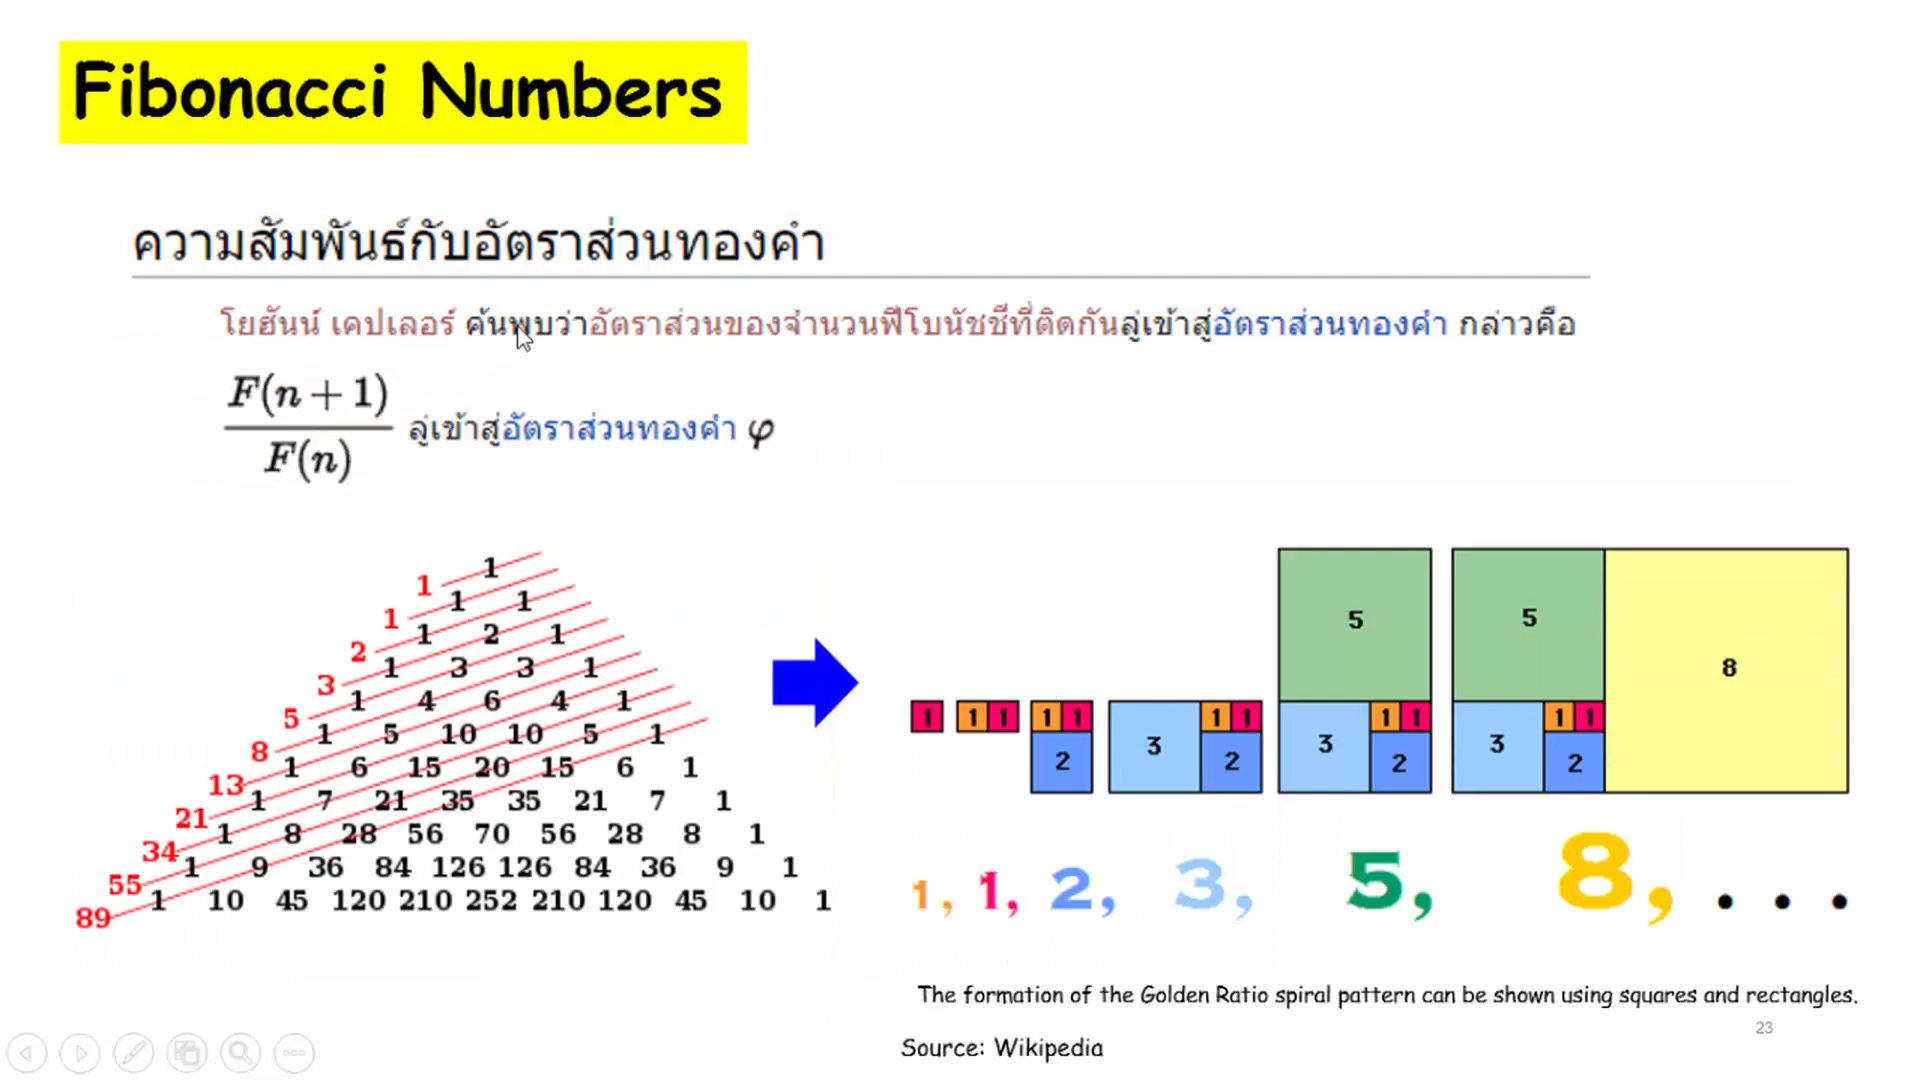 Fibonacci Numbers
ความสัมพันธ์กับอัตราส่วนทองคำ
โยฮันน์ เคปเลอร์ ค้นพบว่าอัตราส่วนของจำนวนฟีโบนัชชีที่ติดกันลู่เข้าสู่อัตราส่วนทองคำ กล่าวคือ
F(n + 1)
F(n)
ลู่เข้าสู่อัตราส่วนทองคำ φ
1 1
1 1 1
2 1 2 1
3 1 3 3 1
5 1 4 6 4 1
8 1 5 10 10 5 1
13 1 6 15 20 15 6 1
21 1 7 21 35 35 21 7 1
34 1 8 28 56 70 56 28 8 1
55 1 9 36 84 126 126 84 36 9 1
89 1 10 45 120 210 252 210 120 45 10 1
1
1 1
1 1
2
3 1 1
2
5
3 1 1
2
5 8
3 1 1
2
1, 1, 2, 3, 5, 8, . . .
The formation of the Golden Ratio spiral pattern can be shown using squares and rectangles.
23
Source: Wikipedia